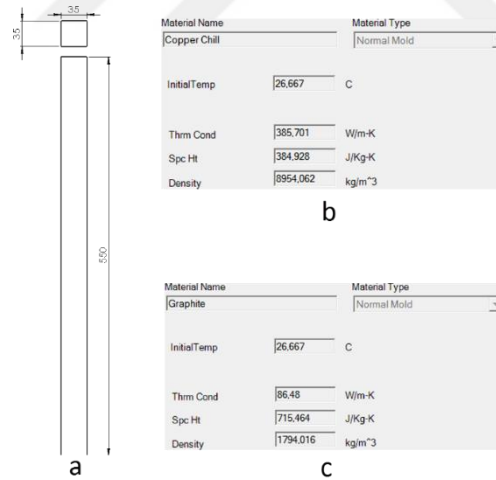 35
35
550
a
Material Name Material Type
Copper Chill Normal Mold
InitialTemp 26,667 C
Thrm Cond 385,701 W/m-K
Spc Ht 384,928 J/Kg-K
Density 8954,062 kg/m^3
b
Material Name Material Type
Graphite Normal Mold
InitialTemp 26,667 C
Thrm Cond 86,48 W/m-K
Spc Ht 715,464 J/Kg-K
Density 1794,016 kg/m^3
c